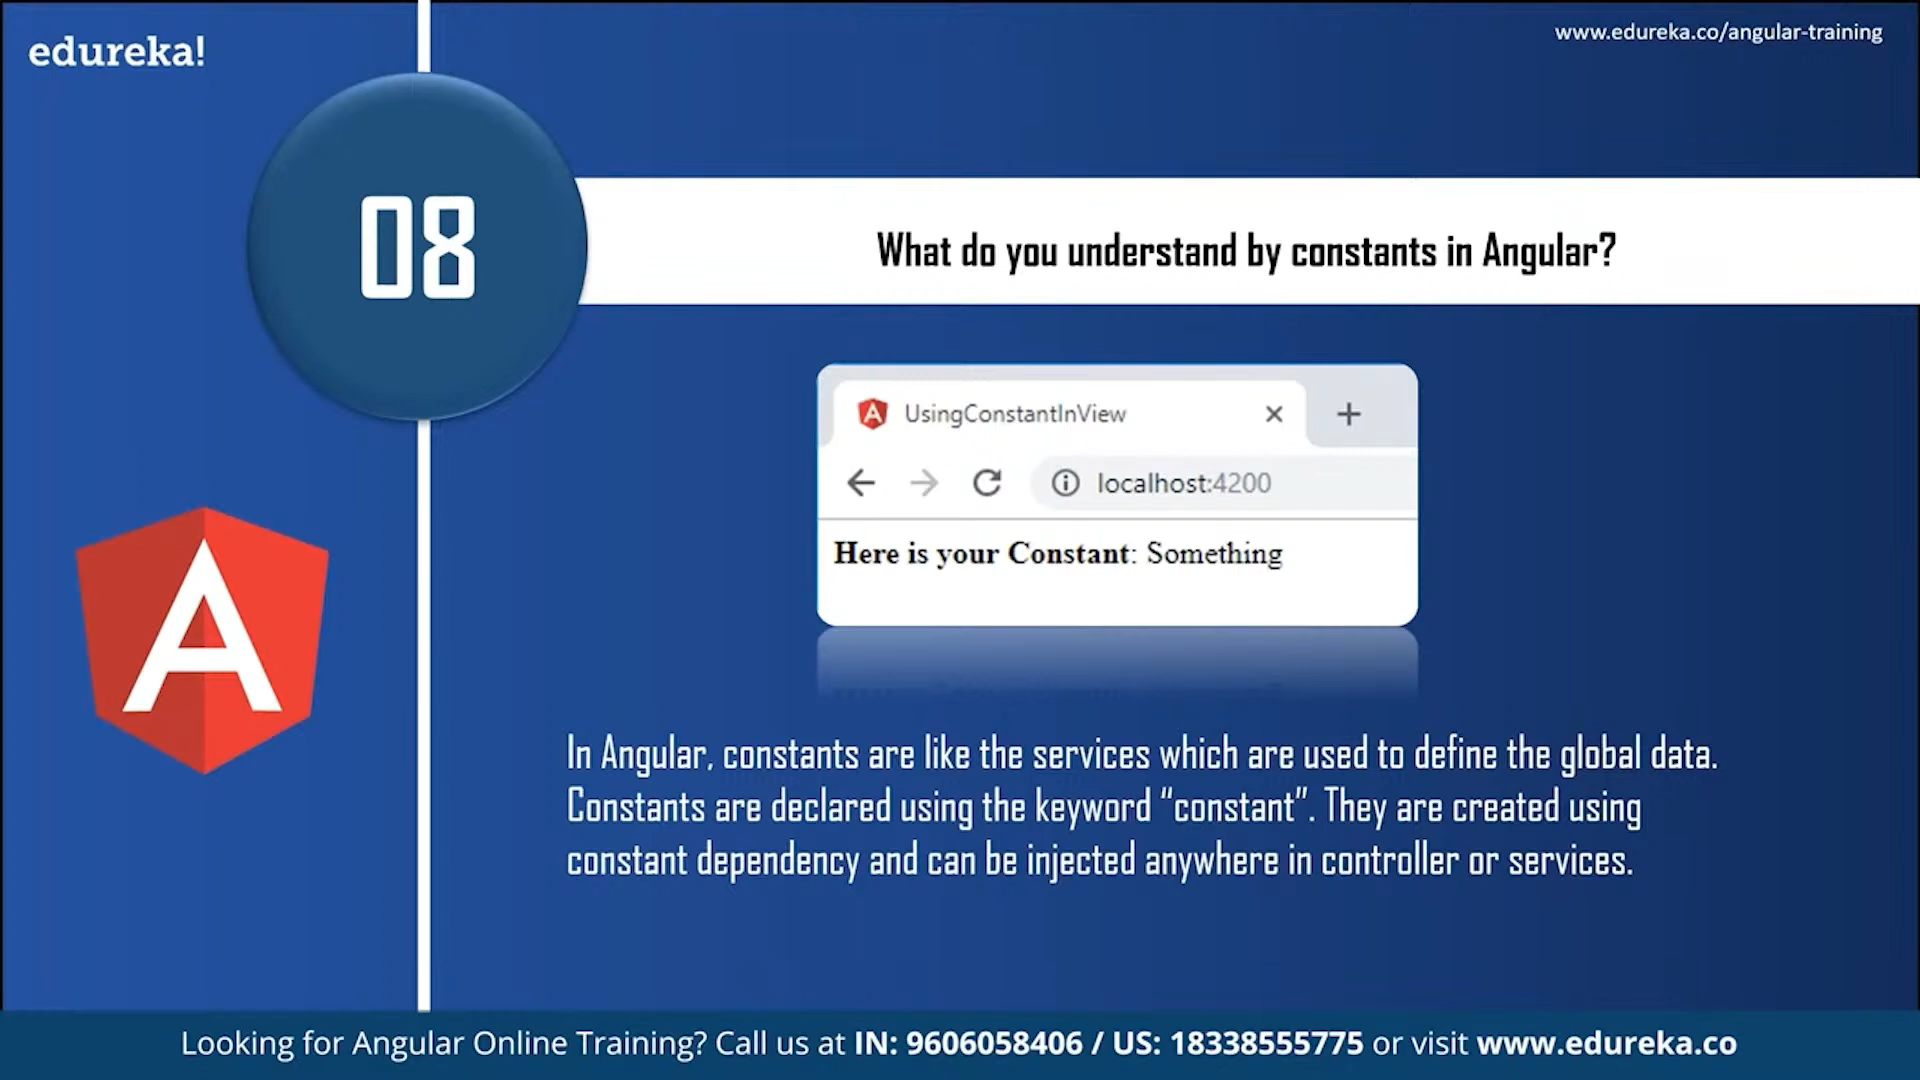 edureka!
www.edureka.co/angular-training
08
What do you understand by constants in Angular?
UsingConstantInView
localhost:4200
Here is your Constant: Something
In Angular, constants are like the services which are used to define the global data.
Constants are declared using the keyword “constant”. They are created using
constant dependency and can be injected anywhere in controller or services.
Looking for Angular Online Training? Call us at IN: 9606058406 / US: 18338555775 or visit www.edureka.co